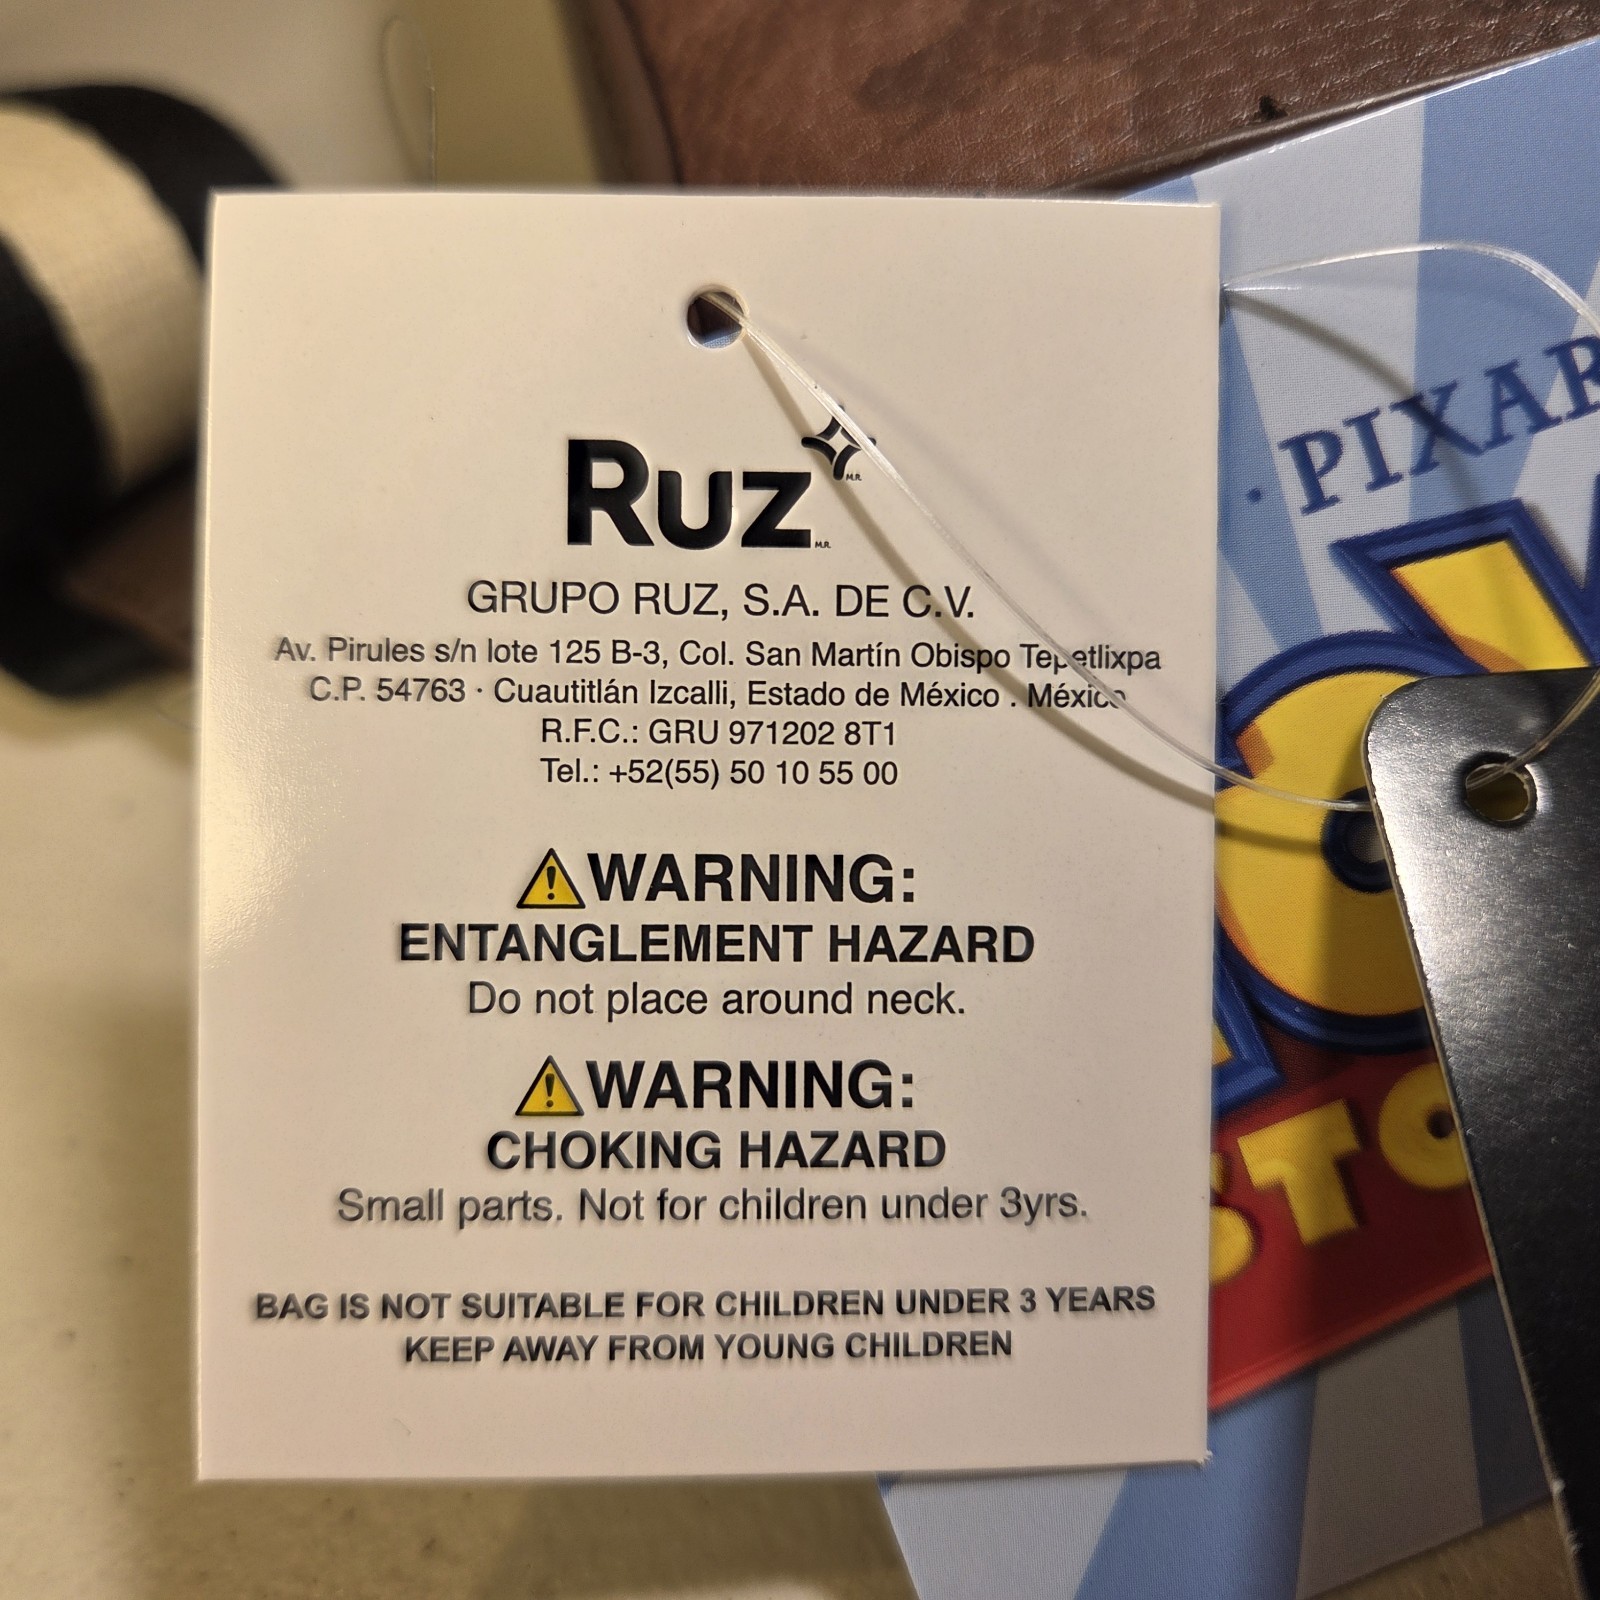 Ruz M.R.
M.R.
GRUPO RUZ, S.A. DE C.V.
Av. Pirules s/n lote 125 B-3, Col. San Martín Obispo Tepetlixpa
C.P. 54763 · Cuautitlán Izcalli, Estado de México . México
R.F.C.: GRU 971202 8T1
Tel.: +52(55) 50 10 55 00
WARNING:
ENTANGLEMENT HAZARD
Do not place around neck.
WARNING:
CHOKING HAZARD
Small parts. Not for children under 3yrs.
BAG IS NOT SUITABLE FOR CHILDREN UNDER 3 YEARS
KEEP AWAY FROM YOUNG CHILDREN
· PIXAR
OY
STO